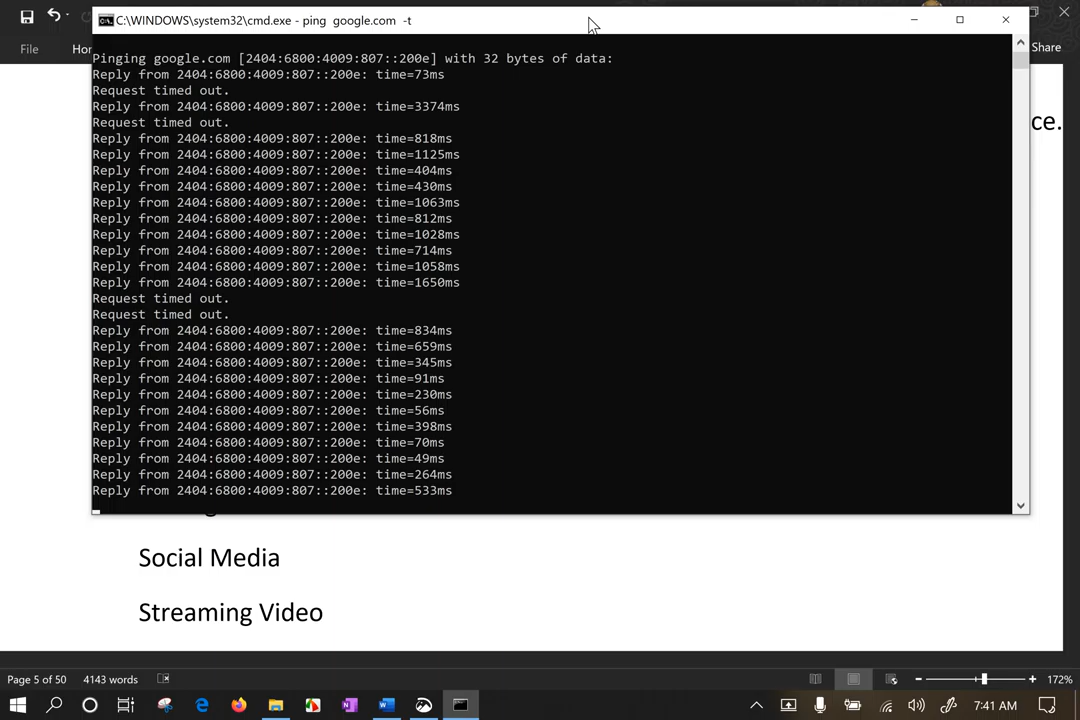 C:\WINDOWS\system32\cmd.exe - ping  google.com  -t
File
Share
Pinging google.com [2404:6800:4009:807::200e] with 32 bytes of data:
Reply from 2404:6800:4009:807::200e: time=73ms
Request timed out.
Reply from 2404:6800:4009:807::200e: time=3374ms
Request timed out.
ce.
Reply from 2404:6800:4009:807::200e: time=818ms
Reply from 2404:6800:4009:807::200e: time=1125ms
Reply from 2404:6800:4009:807::200e: time=404ms
Reply from 2404:6800:4009:807::200e: time=430ms
Reply from 2404:6800:4009:807::200e: time=1063ms
Reply from 2404:6800:4009:807::200e: time=812ms
Reply from 2404:6800:4009:807::200e: time=1028ms
Reply from 2404:6800:4009:807::200e: time=714ms
Reply from 2404:6800:4009:807::200e: time=1058ms
Reply from 2404:6800:4009:807::200e: time=1650ms
Request timed out.
Request timed out.
Reply from 2404:6800:4009:807::200e: time=834ms
Reply from 2404:6800:4009:807::200e: time=659ms
Reply from 2404:6800:4009:807::200e: time=345ms
Reply from 2404:6800:4009:807::200e: time=91ms
Reply from 2404:6800:4009:807::200e: time=230ms
Reply from 2404:6800:4009:807::200e: time=56ms
Reply from 2404:6800:4009:807::200e: time=398ms
Reply from 2404:6800:4009:807::200e: time=70ms
Reply from 2404:6800:4009:807::200e: time=49ms
Reply from 2404:6800:4009:807::200e: time=264ms
Reply from 2404:6800:4009:807::200e: time=533ms
Social Media
Streaming Video
Page 5 of 50
4143 words
172%
7:41 AM